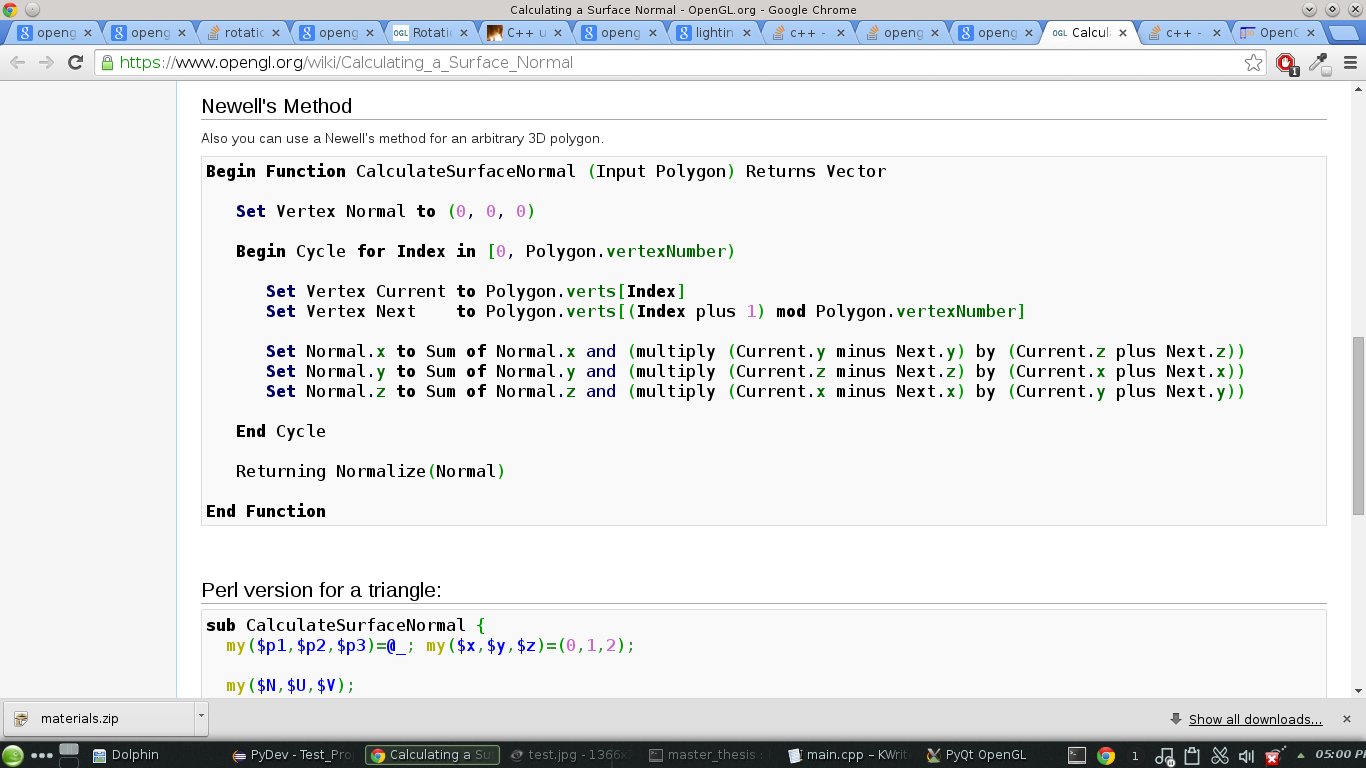 Calculating a Surface Normal - OpenGL.org - Google Chrome
openg
openg
rotatic
openg
OGL Rotati
C++ u
openg
lightin
c++ -
openg
openg
OGL Calcul
c++ -
OpenG
https://www.opengl.org/wiki/Calculating_a_Surface_Normal
1
Newell's Method
Also you can use a Newell's method for an arbitrary 3D polygon.
Begin Function CalculateSurfaceNormal (Input Polygon) Returns Vector
Set Vertex Normal to (0, 0, 0)
Begin Cycle for Index in [0, Polygon.vertexNumber)
Set Vertex Current to Polygon.verts[Index]
Set Vertex Next    to Polygon.verts[(Index plus 1) mod Polygon.vertexNumber]
Set Normal.x to Sum of Normal.x and (multiply (Current.y minus Next.y) by (Current.z plus Next.z))
Set Normal.y to Sum of Normal.y and (multiply (Current.z minus Next.z) by (Current.x plus Next.x))
Set Normal.z to Sum of Normal.z and (multiply (Current.x minus Next.x) by (Current.y plus Next.y))
End Cycle
Returning Normalize(Normal)
End Function
Perl version for a triangle:
sub CalculateSurfaceNormal {
my($p1,$p2,$p3)=@_; my($x,$y,$z)=(0,1,2);
my($N,$U,$V);
materials.zip
Show all downloads...
Dolphin
PyDev - Test_Pro
Calculating a Su
test.jpg - 1366x
master_thesis :
main.cpp – KWrit
PyQt OpenGL
1
05:00 P